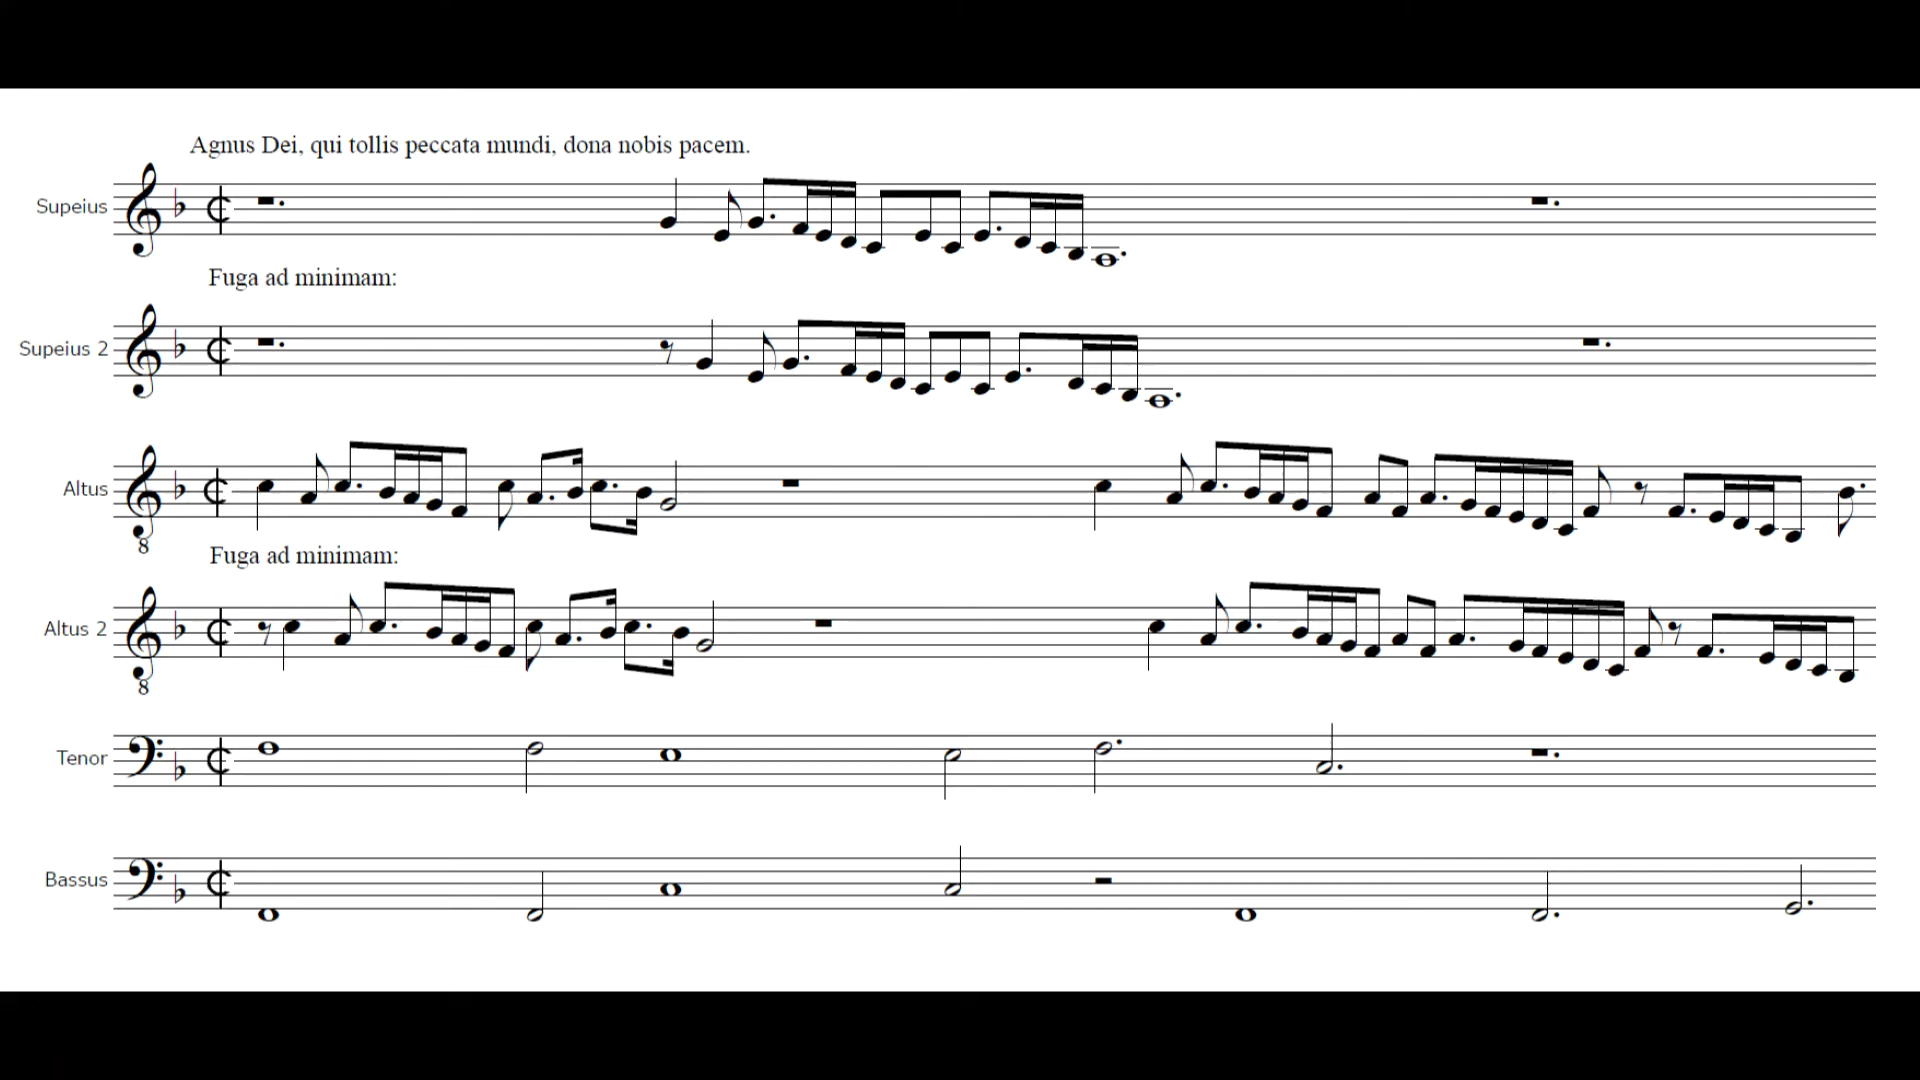 Agnus Dei, qui tollis peccata mundi, dona nobis pacem.
Supeius
Fuga ad minimam:
Supeius 2
Altus
8
Fuga ad minimam:
Altus 2
8
Tenor
Bassus